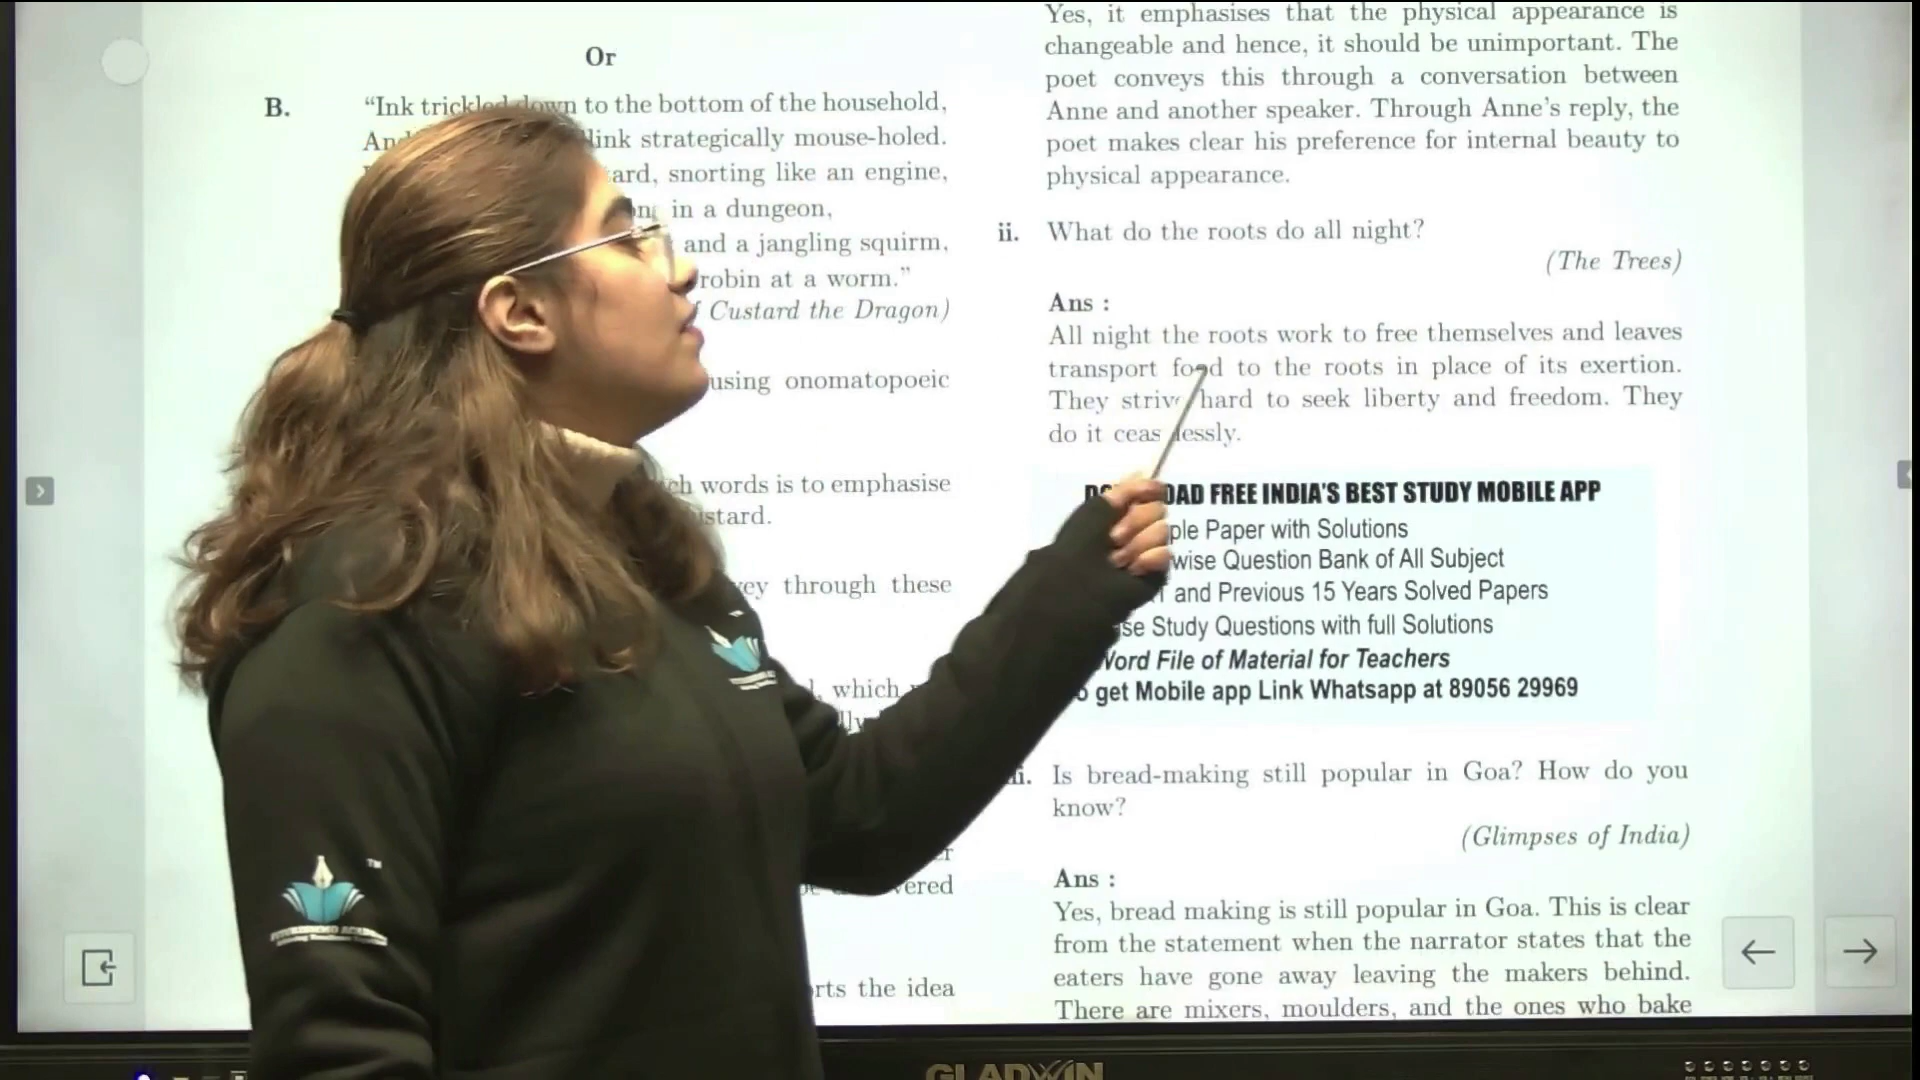 Or
B.
“Ink trickled down to the bottom of the household,
link strategically mouse-holed.
snorting like an engine,
in a dungeon,
and a jangling squirm,
robin at a worm.”
Custard the Dragon)
using onomatopoeic
words is to emphasise
through these
which
the idea
Yes, it emphasises that the physical appearance is
changeable and hence, it should be unimportant. The
poet conveys this through a conversation between
Anne and another speaker. Through Anne’s reply, the
poet makes clear his preference for internal beauty to
physical appearance.
ii. What do the roots do all night?
(The Trees)
Ans :
All night the roots work to free themselves and leaves
transport food to the roots in place of its exertion.
They strive hard to seek liberty and freedom. They
do it ceaselessly.
FREE INDIA'S BEST STUDY MOBILE APP
Paper with Solutions
Question Bank of All Subject
and Previous 15 Years Solved Papers
Study Questions with full Solutions
Word File of Material for Teachers
get Mobile app Link Whatsapp at 89056 29969
Is bread-making still popular in Goa? How do you
know?
(Glimpses of India)
Ans :
Yes, bread making is still popular in Goa. This is clear
from the statement when the narrator states that the
eaters have gone away leaving the makers behind.
There are mixers, moulders, and the ones who bake
TM
GLADWIN